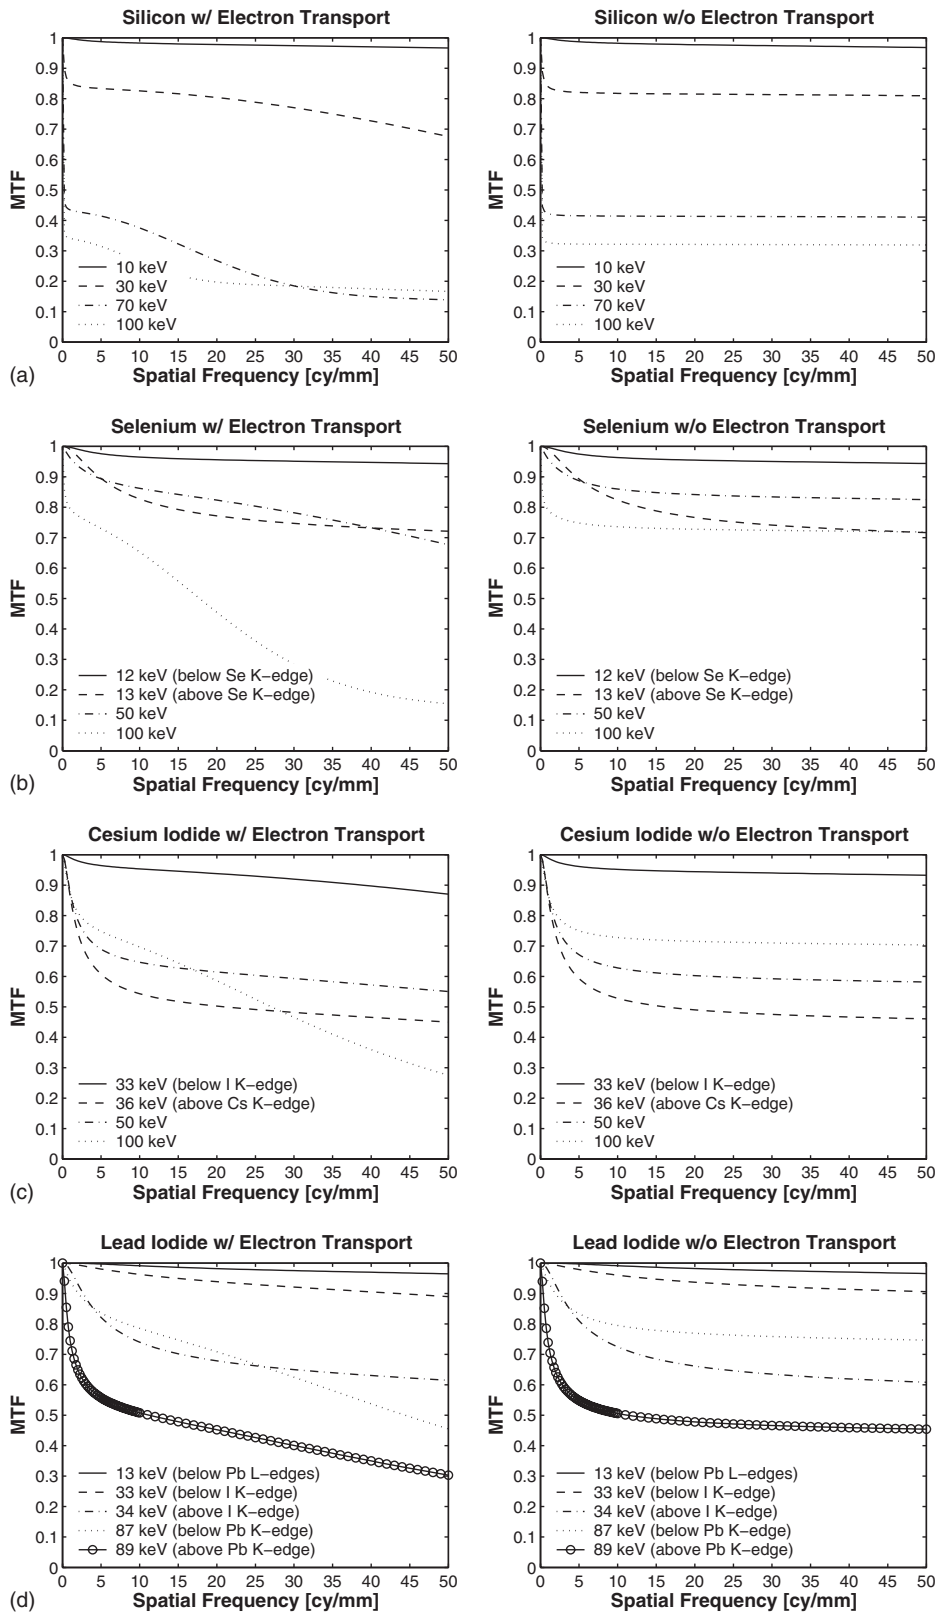 Silicon w/ Electron Transport
1
0.9
0.8
0.7
0.6
0.5
0.4
0.3
0.2
0.1
0
MTF
10 keV
30 keV
70 keV
100 keV
0 5 10 15 20 25 30 35 40 45 50
Spatial Frequency [cy/mm]
Silicon w/o Electron Transport
1
0.9
0.8
0.7
0.6
0.5
0.4
0.3
0.2
0.1
0
MTF
10 keV
30 keV
70 keV
100 keV
0 5 10 15 20 25 30 35 40 45 50
Spatial Frequency [cy/mm]
(a)
Selenium w/ Electron Transport
1
0.9
0.8
0.7
0.6
0.5
0.4
0.3
0.2
0.1
0
MTF
12 keV (below Se K−edge)
13 keV (above Se K−edge)
50 keV
100 keV
0 5 10 15 20 25 30 35 40 45 50
Spatial Frequency [cy/mm]
Selenium w/o Electron Transport
1
0.9
0.8
0.7
0.6
0.5
0.4
0.3
0.2
0.1
0
MTF
12 keV (below Se K−edge)
13 keV (above Se K−edge)
50 keV
100 keV
0 5 10 15 20 25 30 35 40 45 50
Spatial Frequency [cy/mm]
(b)
Cesium Iodide w/ Electron Transport
1
0.9
0.8
0.7
0.6
0.5
0.4
0.3
0.2
0.1
0
MTF
33 keV (below I K−edge)
36 keV (above Cs K−edge)
50 keV
100 keV
0 5 10 15 20 25 30 35 40 45 50
Spatial Frequency [cy/mm]
Cesium Iodide w/o Electron Transport
1
0.9
0.8
0.7
0.6
0.5
0.4
0.3
0.2
0.1
0
MTF
33 keV (below I K−edge)
36 keV (above Cs K−edge)
50 keV
100 keV
0 5 10 15 20 25 30 35 40 45 50
Spatial Frequency [cy/mm]
(c)
Lead Iodide w/ Electron Transport
1
0.9
0.8
0.7
0.6
0.5
0.4
0.3
0.2
0.1
0
MTF
13 keV (below Pb L−edges)
33 keV (below I K−edge)
34 keV (above I K−edge)
87 keV (below Pb K−edge)
89 keV (above Pb K−edge)
0 5 10 15 20 25 30 35 40 45 50
Spatial Frequency [cy/mm]
Lead Iodide w/o Electron Transport
1
0.9
0.8
0.7
0.6
0.5
0.4
0.3
0.2
0.1
0
MTF
13 keV (below Pb L−edges)
33 keV (below I K−edge)
34 keV (above I K−edge)
87 keV (below Pb K−edge)
89 keV (above Pb K−edge)
0 5 10 15 20 25 30 35 40 45 50
Spatial Frequency [cy/mm]
(d)